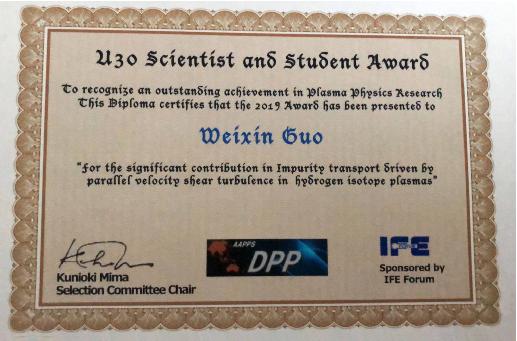 U30 Scientist and Student Award
To recognize an outstanding achievement in Plasma Physics Research
This Diploma certifies that the 2019 Award has been presented to
Weixin Guo
"For the significant contribution in Impurity transport driven by
parallel velocity shear turbulence in hydrogen isotope plasmas"
Kunioki Mima
Selection Committee Chair
AAPPS
DPP
IFE
Sponsored by
IFE Forum